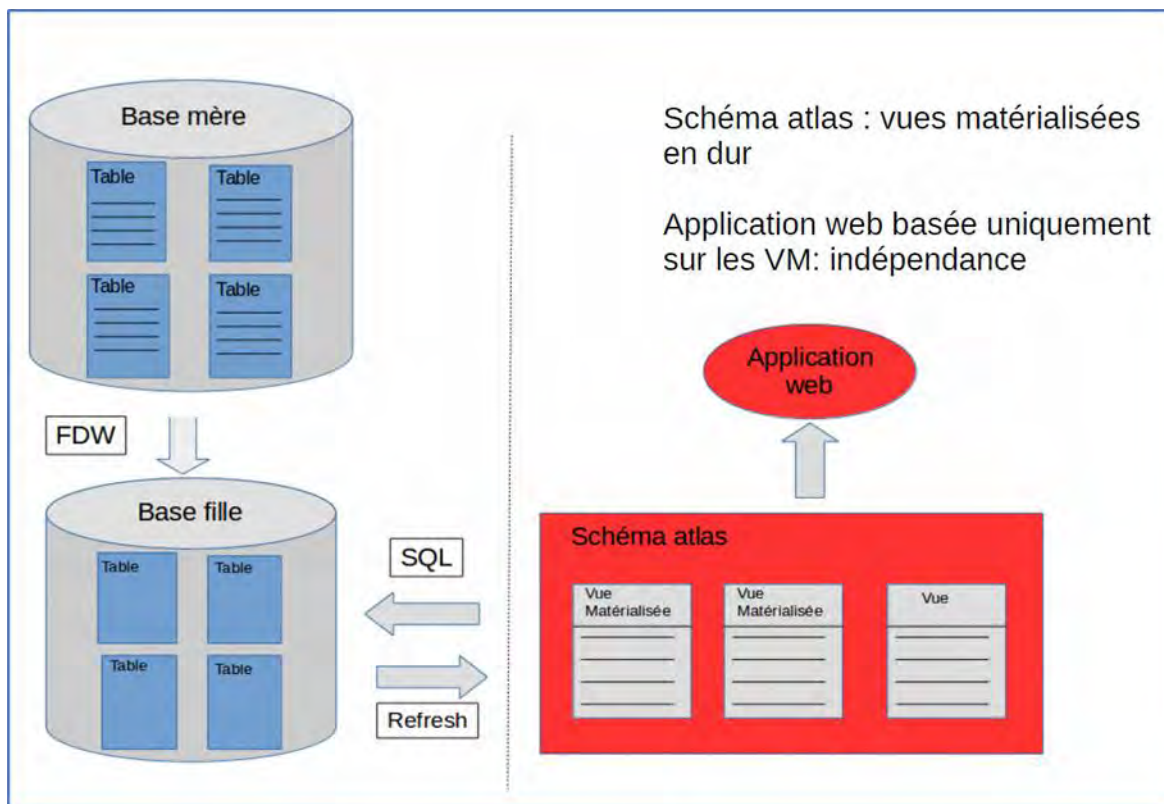 Base mère
Table
Table
Table
Table
FDW
Base fille
Table
Table
Table
Table
SQL
Refresh
Schéma atlas : vues matérialisées
en dur
Application web basée uniquement
sur les VM: indépendance
Application
web
Schéma atlas
Vue
Matérialisée
Vue
Matérialisée
Vue